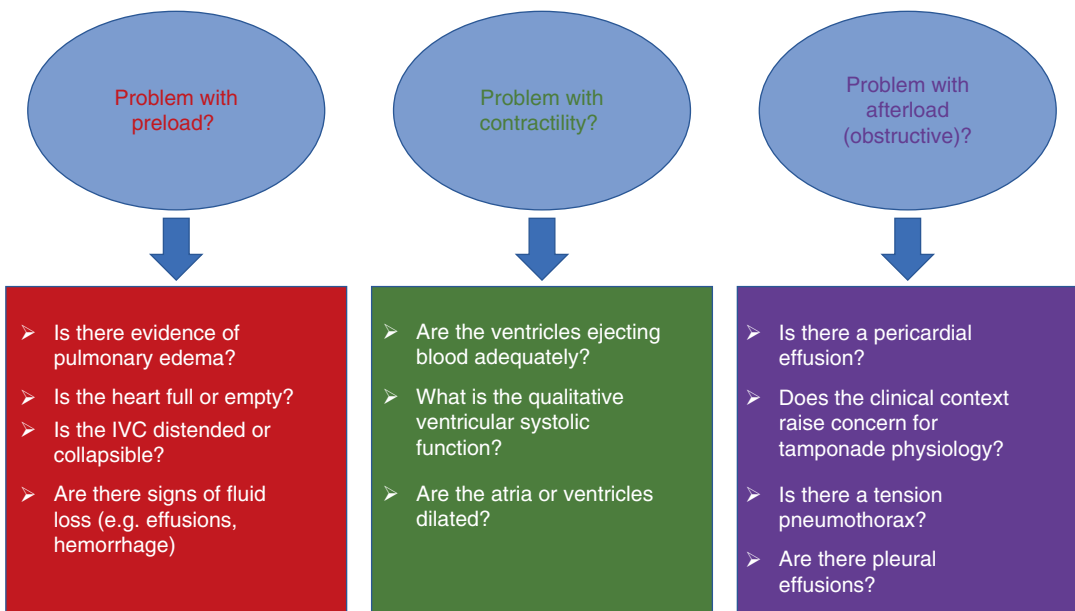 Problem with
preload?
Problem with
contractility?
Problem with
afterload
(obstructive)?
➢ Is there evidence of
pulmonary edema?
➢ Is the heart full or empty?
➢ Is the IVC distended or
collapsible?
➢ Are there signs of fluid
loss (e.g. effusions,
hemorrhage)
➢ Are the ventricles ejecting
blood adequately?
➢ What is the qualitative
ventricular systolic
function?
➢ Are the atria or ventricles
dilated?
➢ Is there a pericardial
effusion?
➢ Does the clinical context
raise concern for
tamponade physiology?
➢ Is there a tension
pneumothorax?
➢ Are there pleural
effusions?